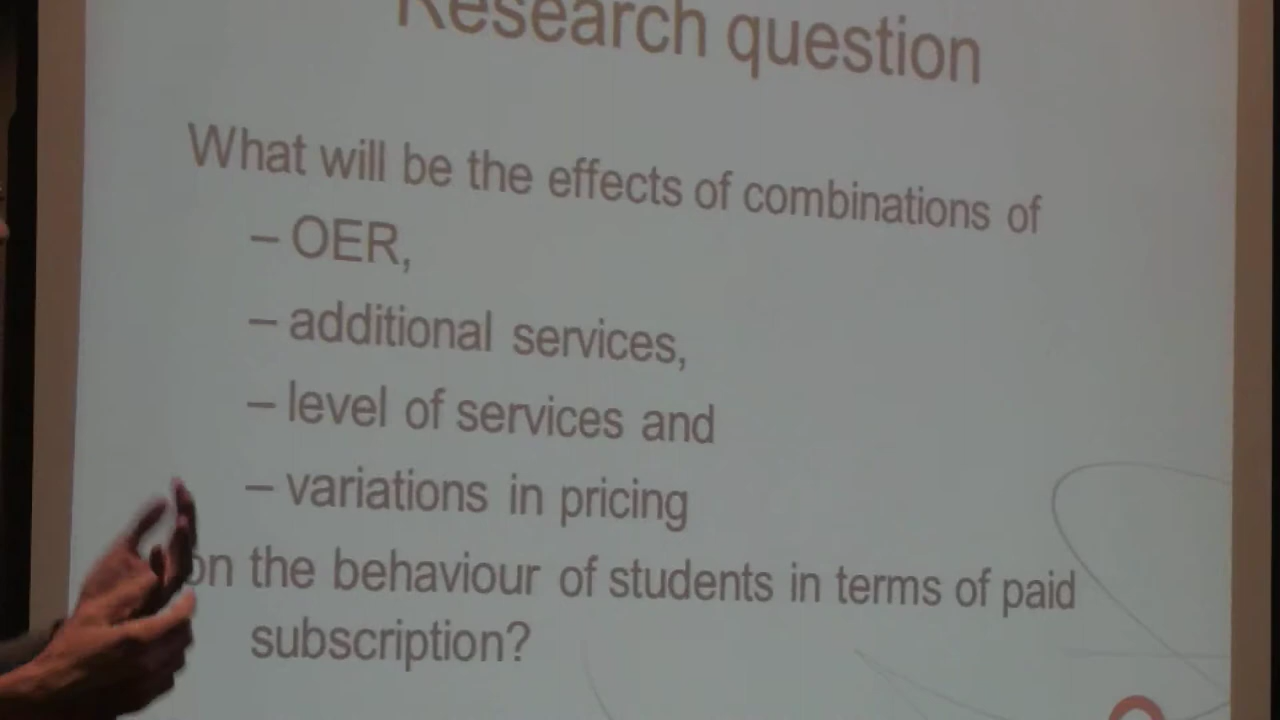 Research question
What will be the effects of combinations of
– OER,
– additional services,
– level of services and
– variations in pricing
on the behaviour of students in terms of paid
subscription?